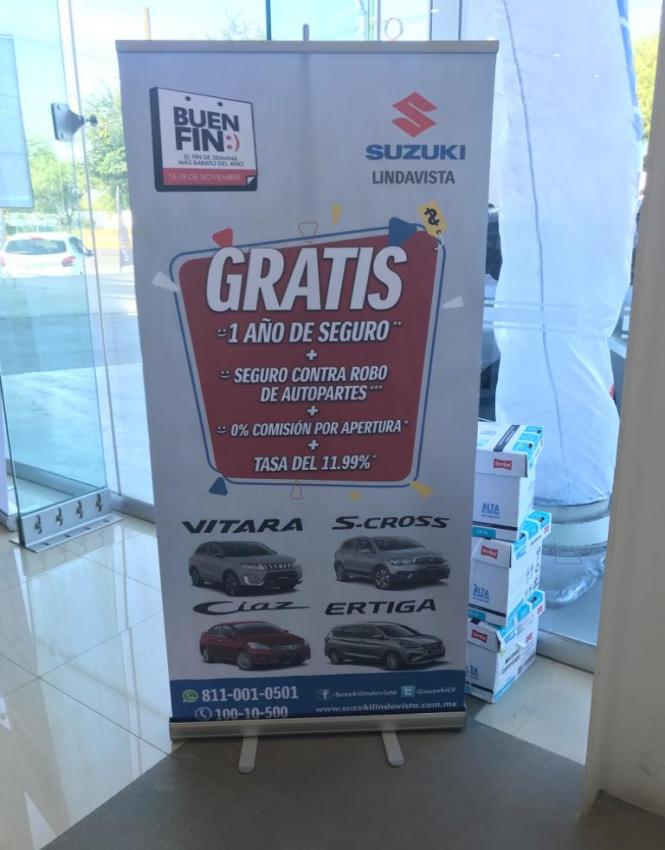 BUEN
FIN:)
EL FIN DE SEMANA
MÁS BARATO DEL AÑO
15-18 DE NOVIEMBRE
SUZUKI
LINDAVISTA
GRATIS
1 AÑO DE SEGURO**
+
SEGURO CONTRA ROBO
DE AUTOPARTES***
+
0% COMISIÓN POR APERTURA*
+
TASA DEL 11.99%*
VITARA S-CROSS
Ciaz ERTIGA
811-001-0501 /Suzukilindavista @suzukiLV
100-10-500 www.suzukilindavista.com.mx
ALTA
ALTA